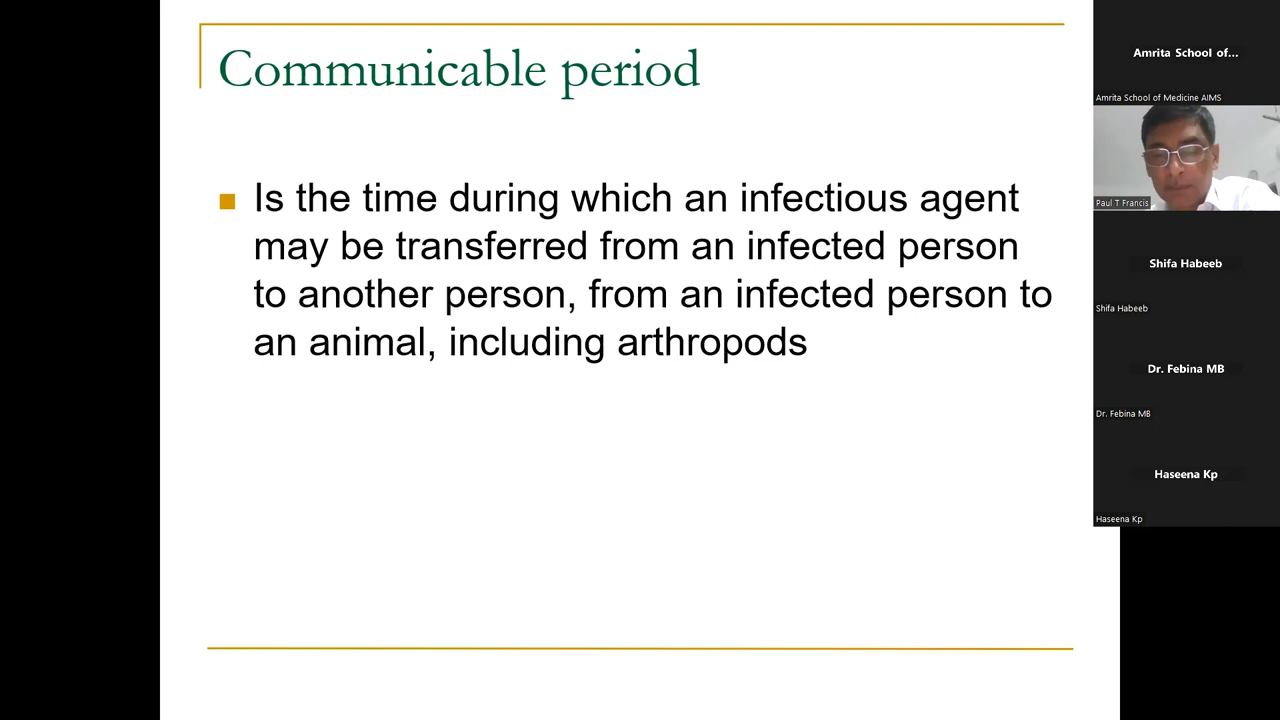 Communicable period
Is the time during which an infectious agent
may be transferred from an infected person
to another person, from an infected person to
an animal, including arthropods
Amrita School of...
Amrita School of Medicine AIMS
Paul T Francis
Shifa Habeeb
Shifa Habeeb
Dr. Febina MB
Dr. Febina MB
Haseena Kp
Haseena Kp